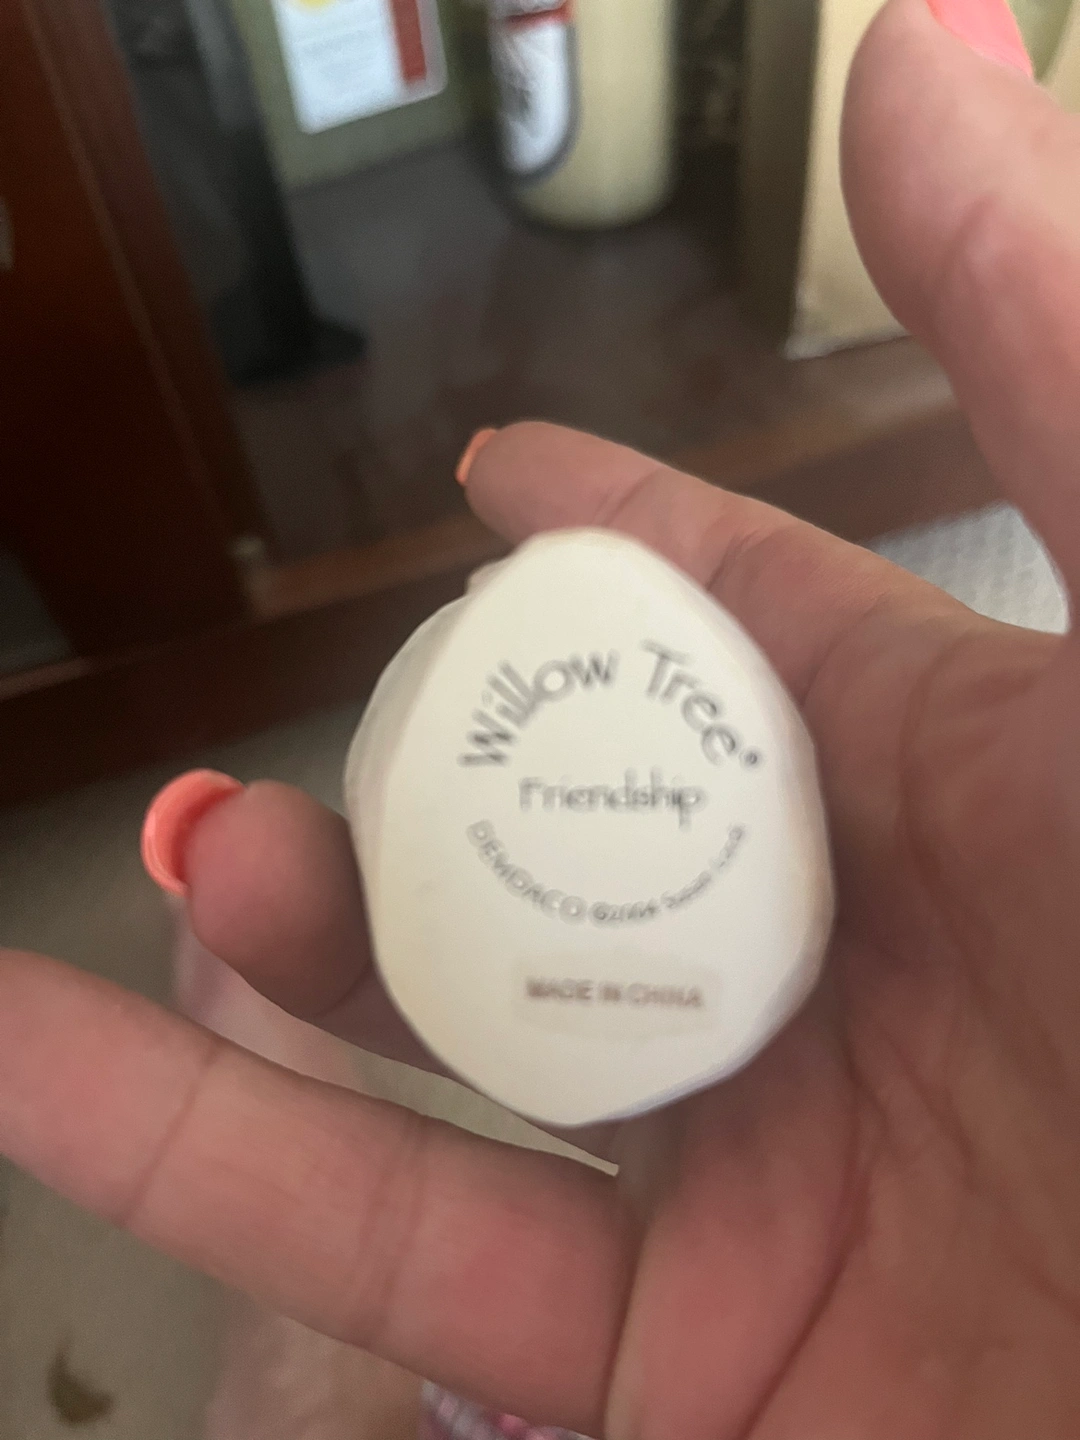 Willow Tree®
Friendship
DEMDACO
MADE IN CHINA